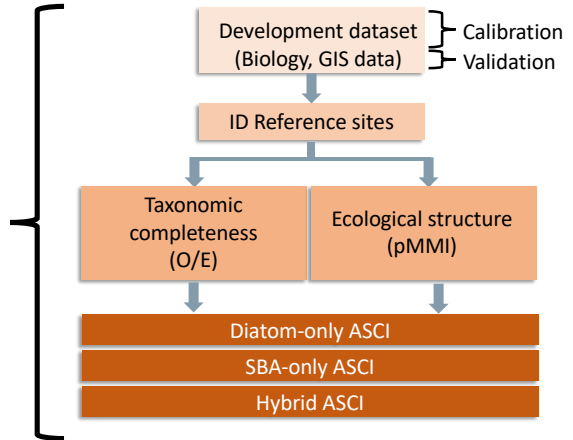 Development dataset
(Biology, GIS data)
Calibration
Validation
ID Reference sites
Taxonomic
completeness
(O/E)
Ecological structure
(pMMI)
Diatom-only ASCI
SBA-only ASCI
Hybrid ASCI